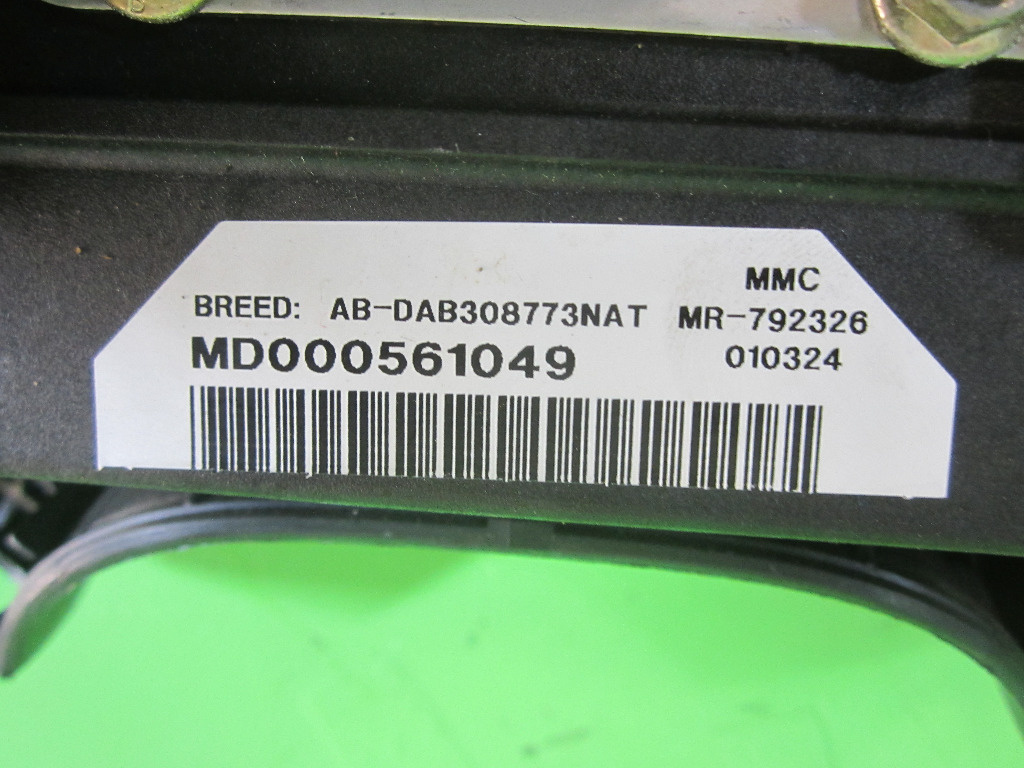 MMC
BREED: AB-DAB308773NAT MR-792326
MD000561049 010324